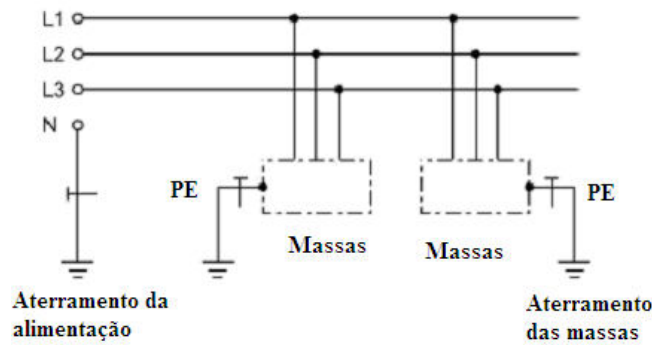 L1
L2
L3
N
PE
PE
Massas
Massas
Aterramento da
alimentação
Aterramento
das massas